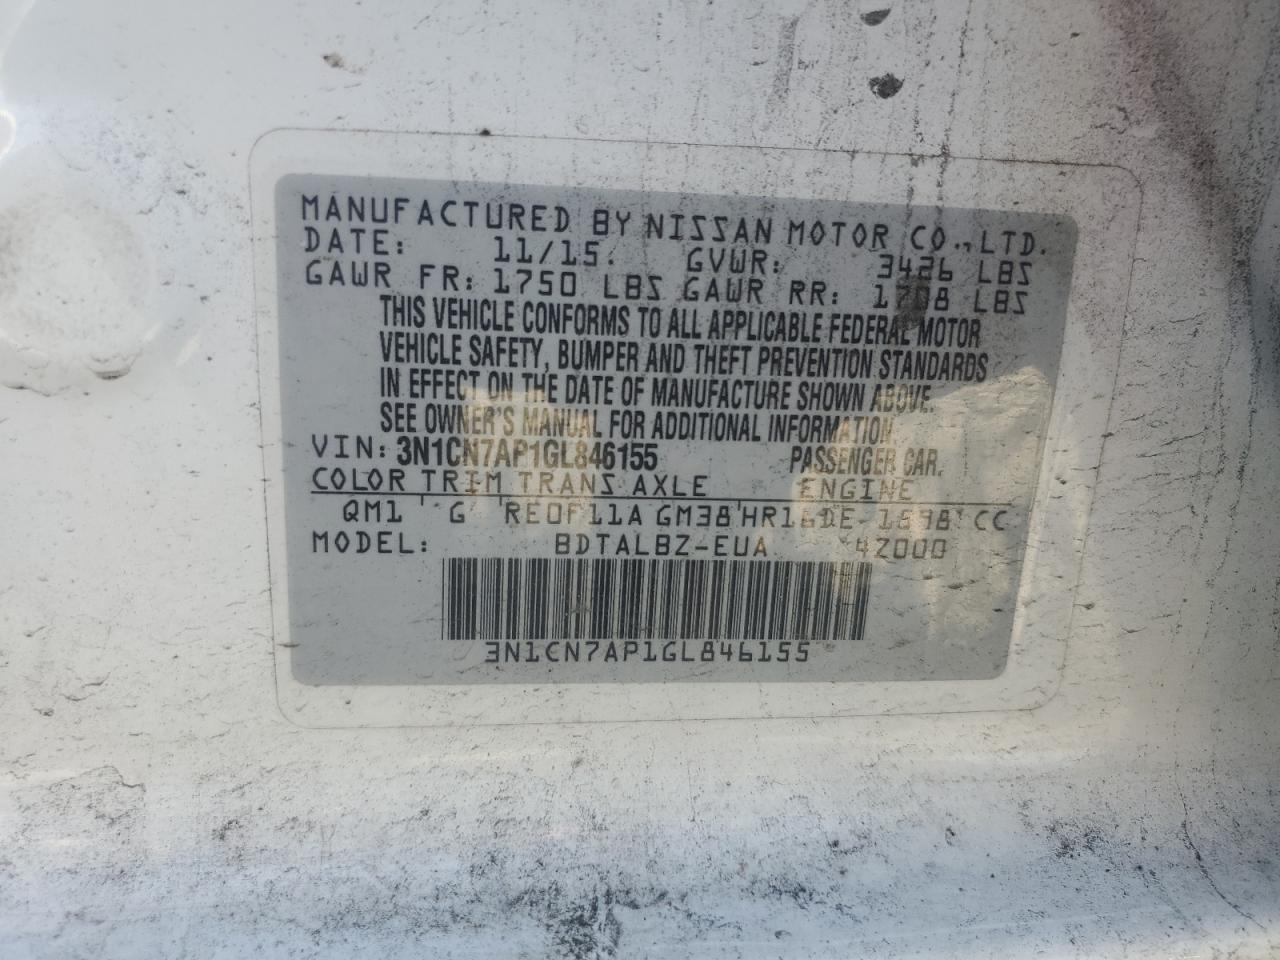 MANUFACTURED BY NISSAN MOTOR CO., LTD.
DATE: 11/15. GVWR: 3426 LBS
GAWR FR: 1750 LBS GAWR RR: 1708 LBS
THIS VEHICLE CONFORMS TO ALL APPLICABLE FEDERAL MOTOR
VEHICLE SAFETY, BUMPER AND THEFT PREVENTION STANDARDS
IN EFFECT ON THE DATE OF MANUFACTURE SHOWN ABOVE.
SEE OWNER'S MANUAL FOR ADDITIONAL INFORMATION.
VIN: 3N1CN7AP1GL846155 PASSENGER CAR.
COLOR TRIM TRANS AXLE ENGINE
QM1 G RE0F11A GM38 HR16DE 1598 CC
MODEL: BDTALBZ-EUA 42000
3N1CN7AP1GL846155